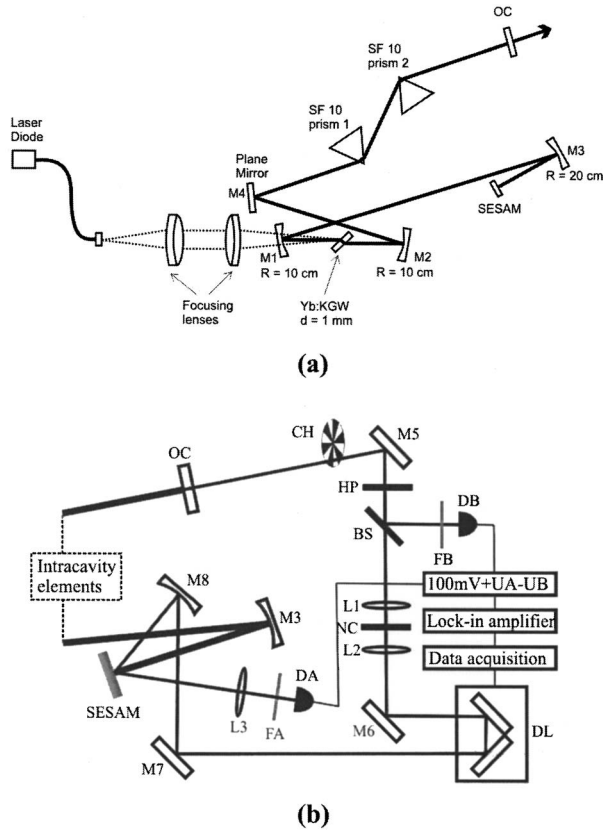 OC
SF 10
prism 2
SF 10
prism 1
Laser
Diode
Plane
Mirror
M4
M3
R = 20 cm
SESAM
M1
R = 10 cm
M2
R = 10 cm
Focusing
lenses
Yb:KGW
d = 1 mm
(a)
CH
M5
OC
HP
DB
BS
FB
Intracavity
elements
M8
100mV+UA-UB
L1
M3
Lock-in amplifier
NC
L2
Data acquisition
DA
SESAM
L3
FA
M6
DL
M7
(b)